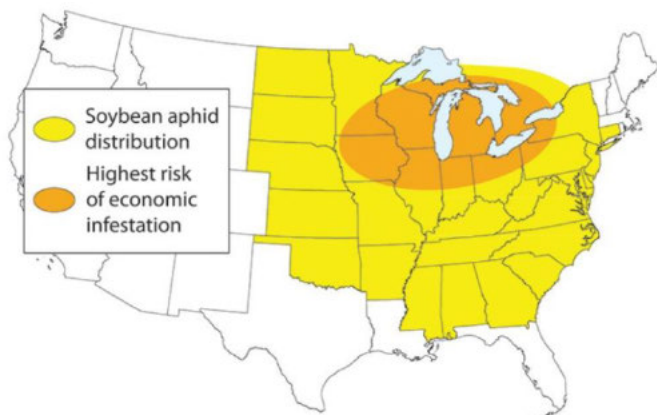 Soybean aphid
distribution
Highest risk
of economic
infestation